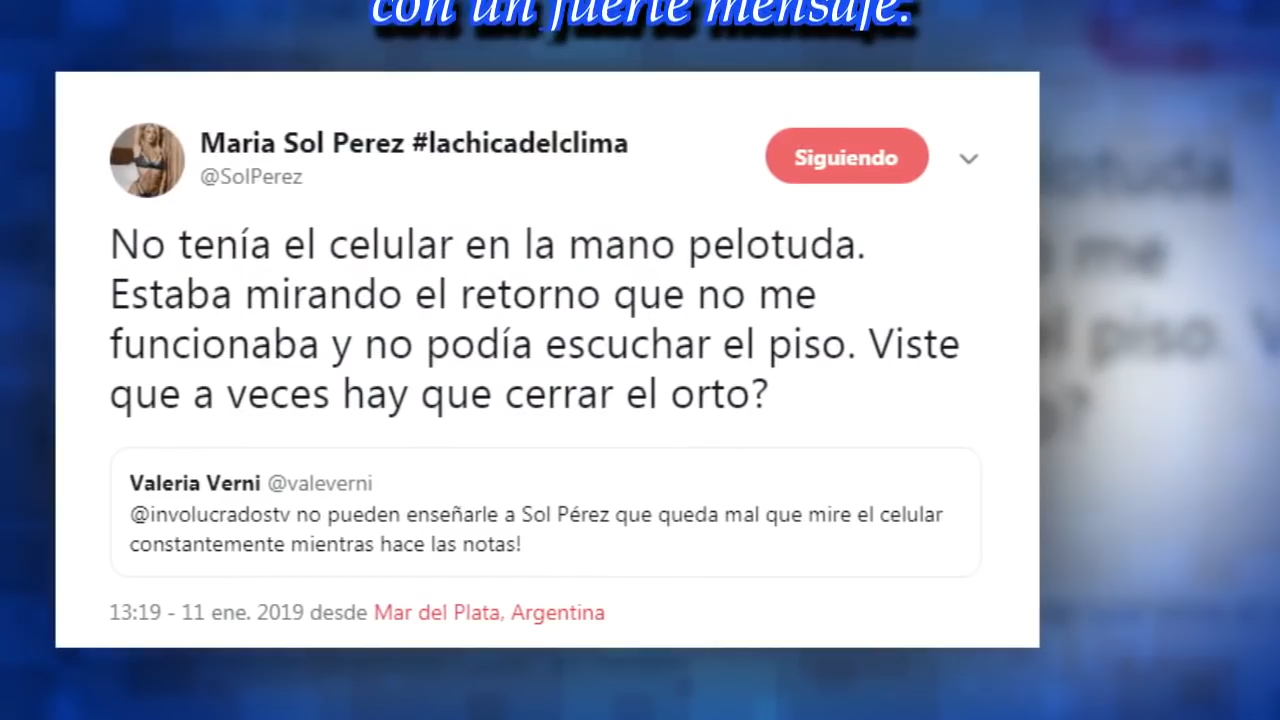 con un fuerte mensaje.
Maria Sol Perez #lachicadelclima
@SolPerez
Siguiendo
No tenía el celular en la mano pelotuda.
Estaba mirando el retorno que no me
funcionaba y no podía escuchar el piso. Viste
que a veces hay que cerrar el orto?
Valeria Verni @valeverni
@involucradostv no pueden enseñarle a Sol Pérez que queda mal que mire el celular
constantemente mientras hace las notas!
13:19 - 11 ene. 2019 desde Mar del Plata, Argentina